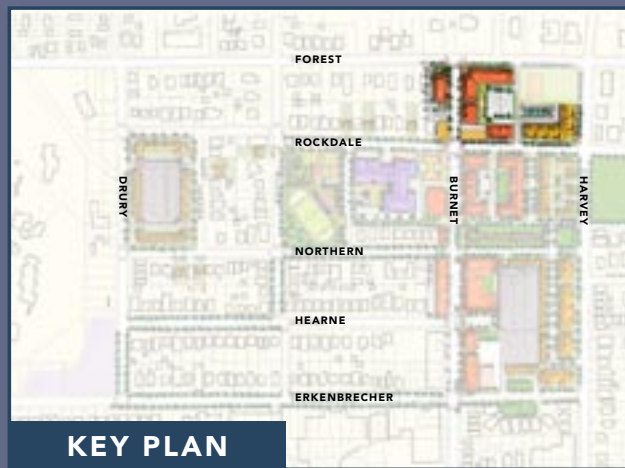 FOREST
ROCKDALE
DRURY
BURNET
HARVEY
NORTHERN
HEARNE
ERKENBRECHER
KEY PLAN